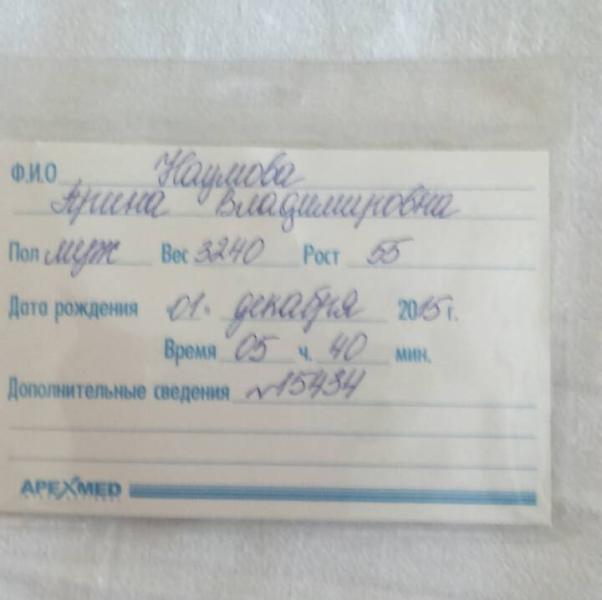 Ф.И.О Наумова
Арина Владимировна
Пол муж Вес 3240 Рост 55
Дата рождения 01. декабря 2015 г.
Время 05 ч. 40 мин.
Дополнительные сведения №15434
APEXMED